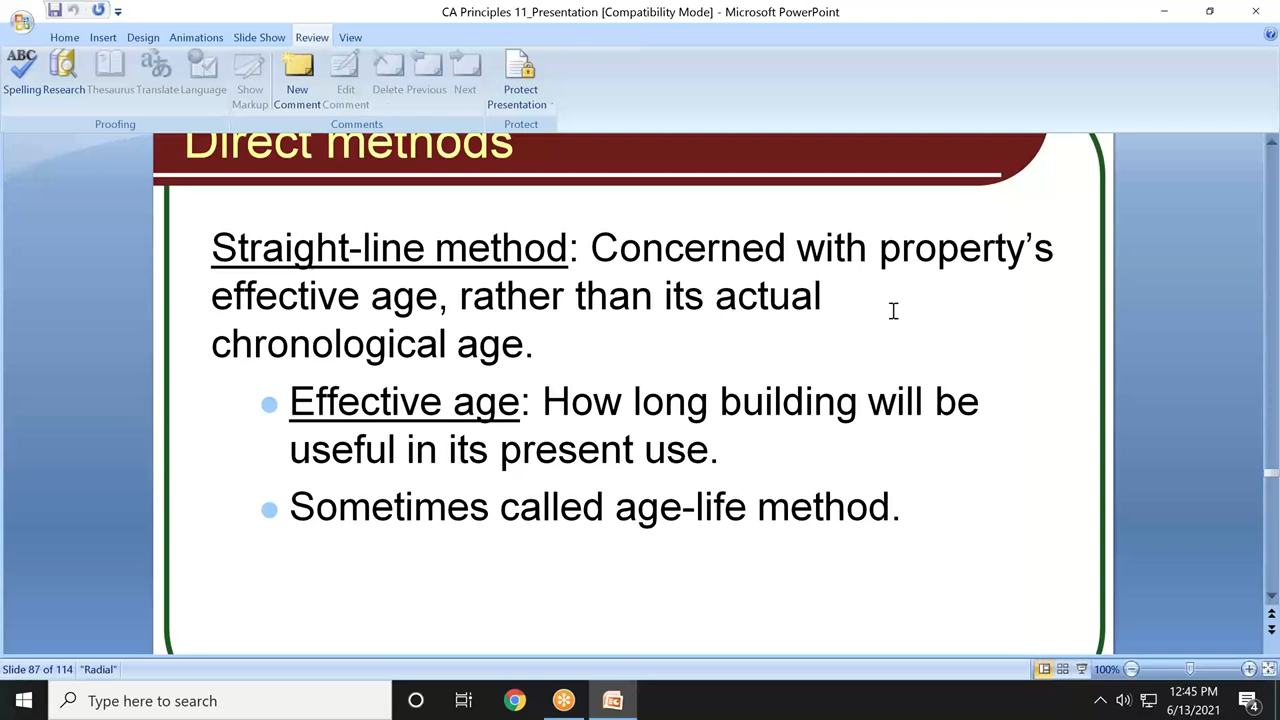 CA Principles 11_Presentation [Compatibility Mode] - Microsoft PowerPoint
Home Insert Design Animations Slide Show Review View
ABC
Spelling Research Thesaurus Translate Language Show Markup New Comment Edit Comment Delete Previous Next Protect Presentation
Proofing Comments Protect
Direct methods
Straight-line method: Concerned with property’s
effective age, rather than its actual
chronological age.
Effective age: How long building will be
useful in its present use.
Sometimes called age-life method.
Slide 87 of 114 "Radial" 100%
Type here to search
12:45 PM
6/13/2021
4